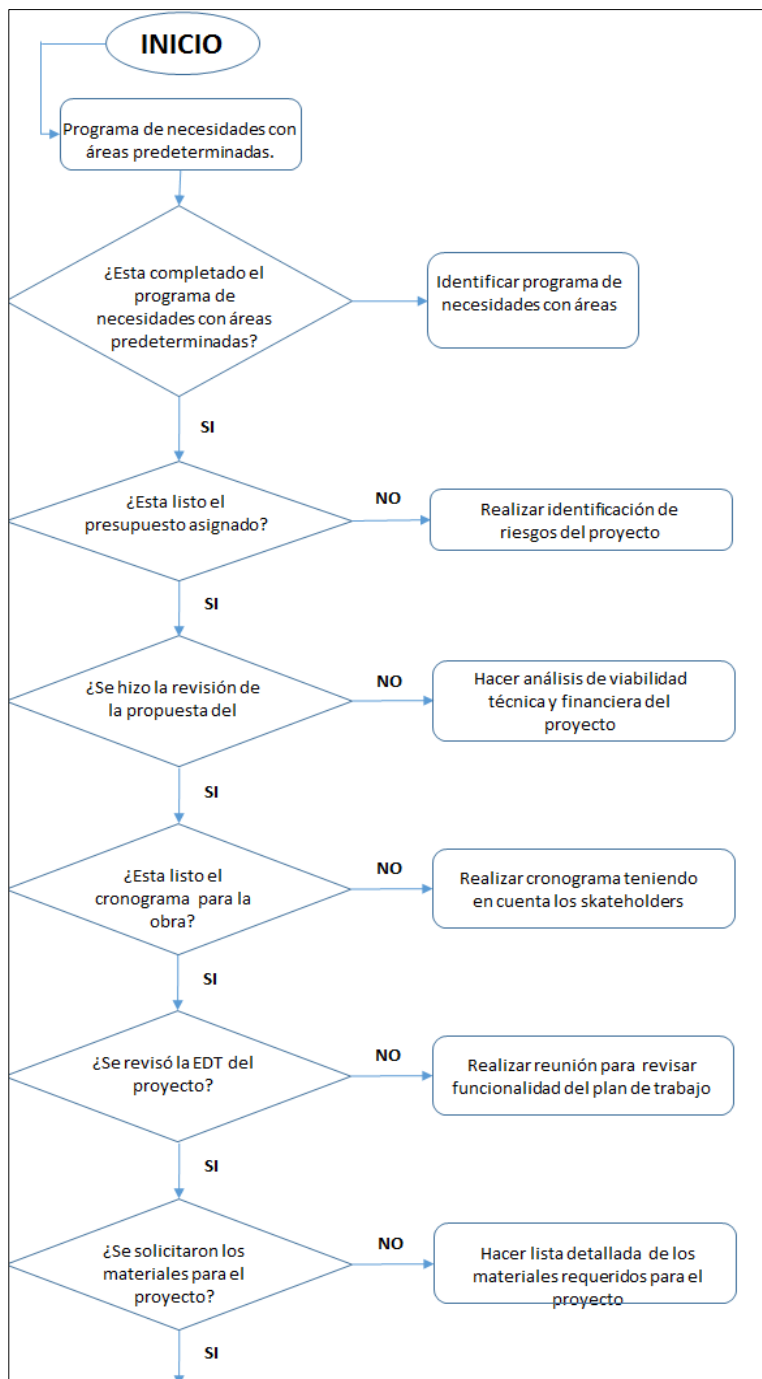 INICIO
Programa de necesidades con
áreas predeterminadas.
¿Esta completado el
programa de
necesidades con áreas
predeterminadas?
Identificar programa de
necesidades con áreas
SI
¿Esta listo el
presupuesto asignado?
NO
Realizar identificación de
riesgos del proyecto
SI
¿Se hizo la revisión de
la propuesta del
NO
Hacer análisis de viabilidad
técnica y financiera del
proyecto
SI
¿Esta listo el
cronograma para la
obra?
NO
Realizar cronograma teniendo
en cuenta los skateholders
SI
¿Se revisó la EDT del
proyecto?
NO
Realizar reunión para revisar
funcionalidad del plan de trabajo
SI
¿Se solicitaron los
materiales para el
proyecto?
NO
Hacer lista detallada de los
materiales requeridos para el
proyecto
SI